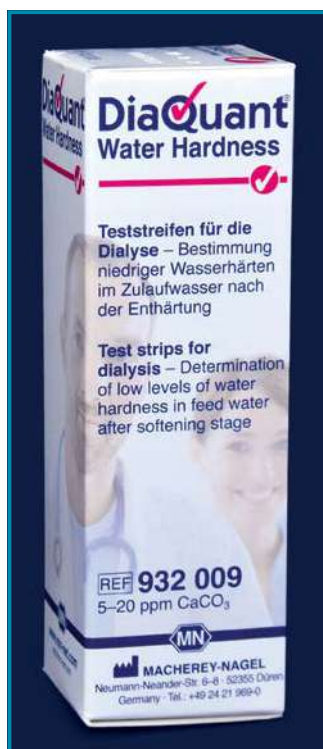 DiaQuant®
Water Hardness
Teststreifen für die
Dialyse – Bestimmung
niedriger Wasserhärten
im Zulaufwasser nach
der Enthärtung
Test strips for
dialysis – Determination
of low levels of water
hardness in feed water
after softening stage
REF 932 009
5–20 ppm CaCO₃
MN
MACHEREY-NAGEL
Neumann-Neander-Str. 6–8 · 52355 Düren
Germany · Tel.: +49 24 21 969-0